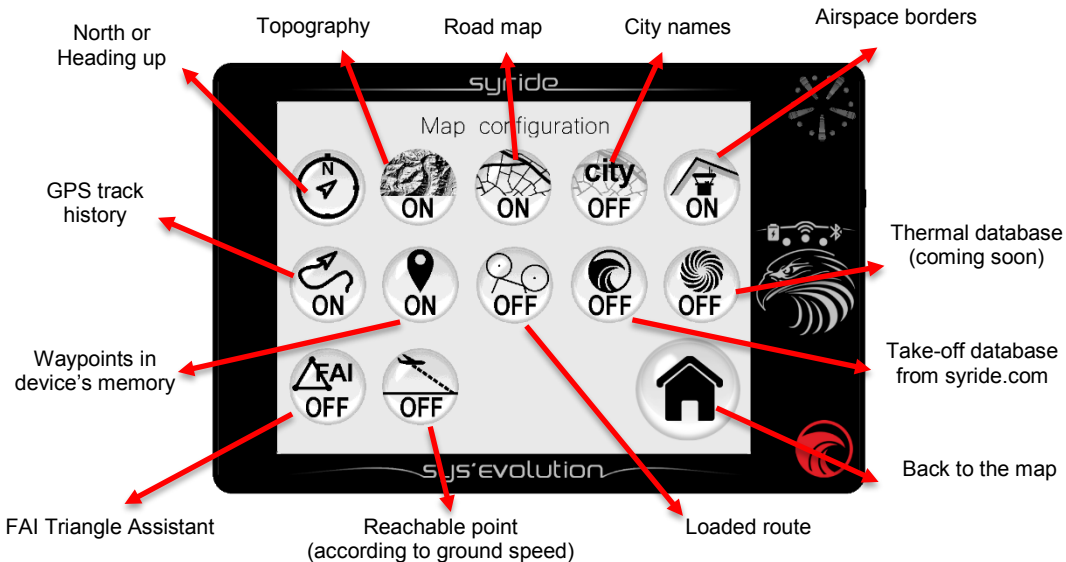 Topography
Road map
City names
Airspace borders
North or
Heading up
syride
Map configuration
N
ON
ON
city
OFF
ON
GPS track
history
Thermal database
(coming soon)
ON
ON
OFF
OFF
OFF
Waypoints in
device's memory
Take-off database
from syride.com
FAI
OFF
OFF
sys'evolution
Back to the map
FAI Triangle Assistant
Reachable point
(according to ground speed)
Loaded route